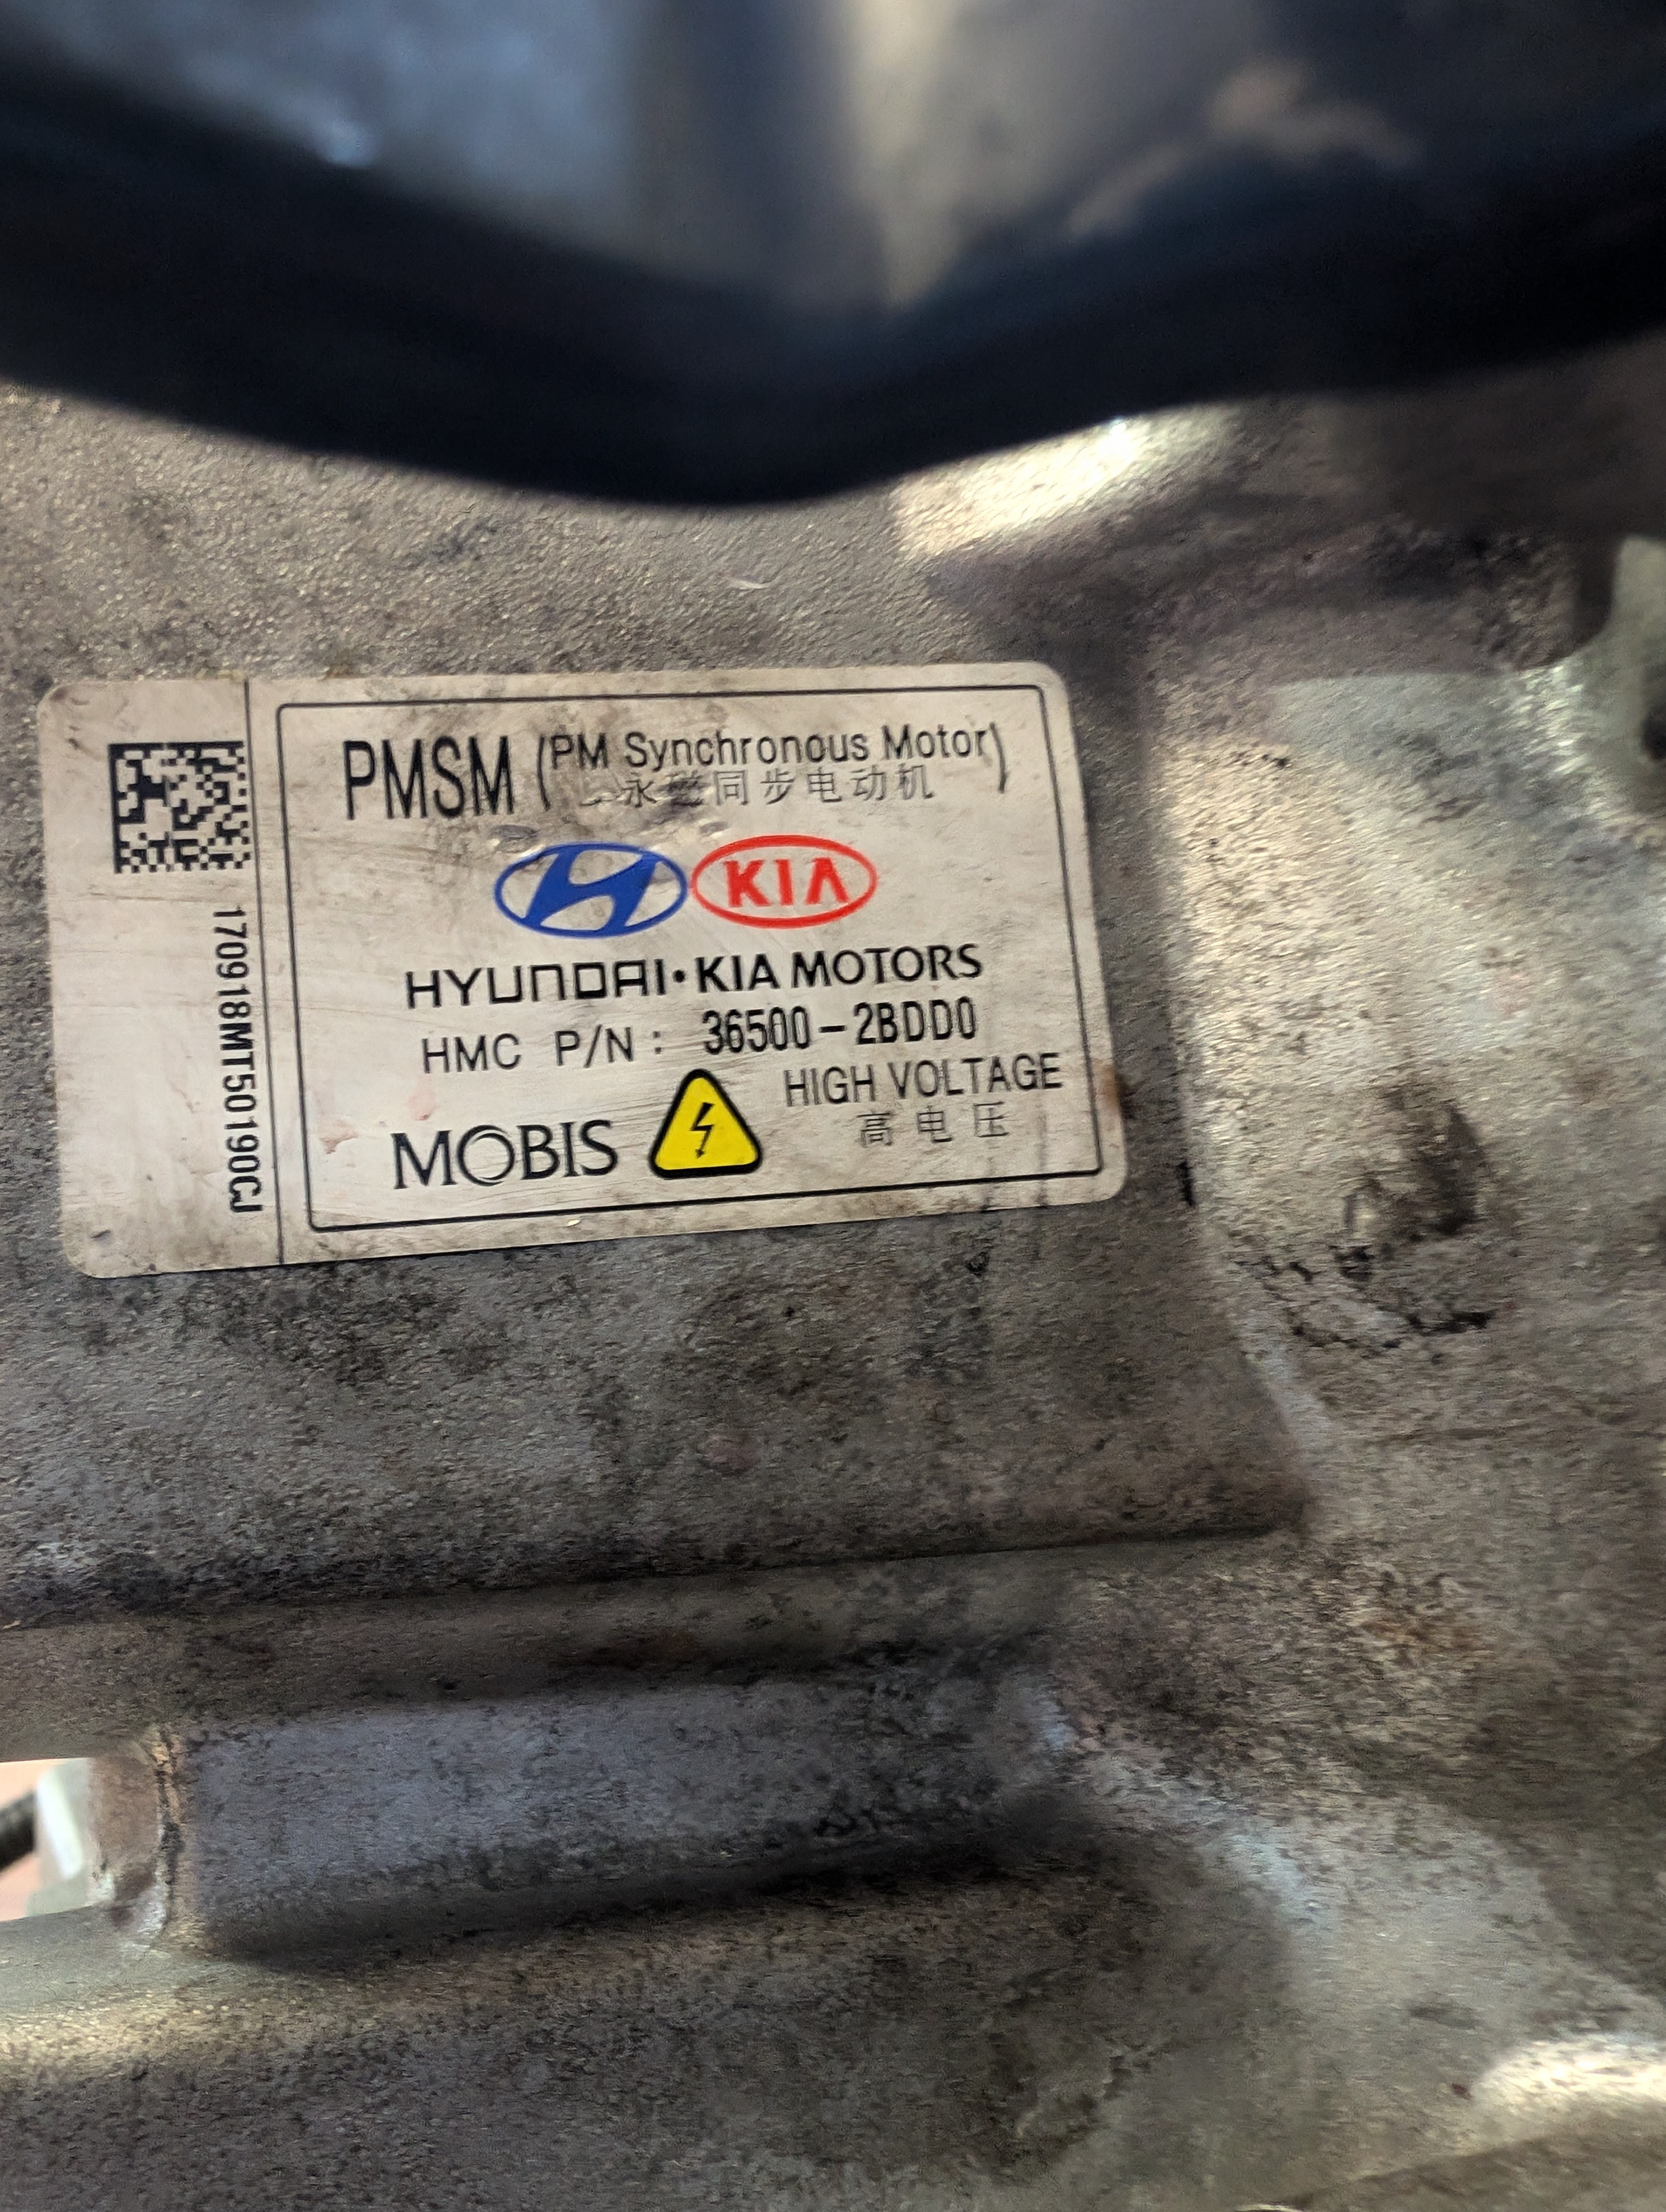 PMSM (PM Synchronous Motor)
永磁同步电动机
KIA
HYUNDAI·KIA MOTORS
HMC P/N: 36500-2BDD0
HIGH VOLTAGE
高电压
MOBIS
170918MT50190CJ